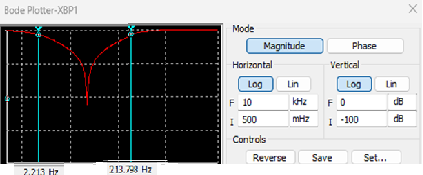 Bode Plotter-XBP1
Mode
Magnitude Phase
Horizontal Vertical
Log Lin Log Lin
F 10 kHz F 0 dB
I 500 mHz I -100 dB
Controls
Reverse Save Set...
2.213 Hz 213.798 Hz